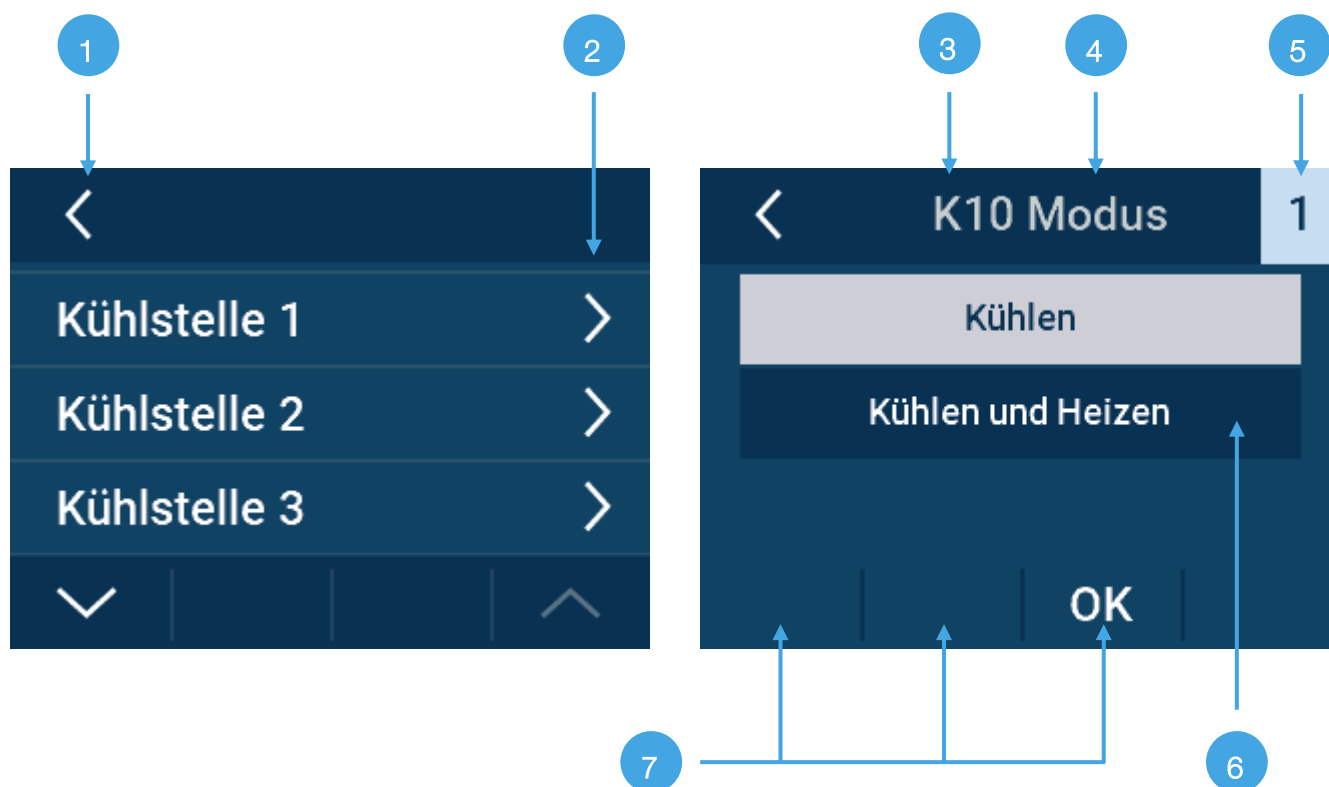 1 2 3 4 5
K10 Modus 1
Kühlstelle 1
Kühlstelle 2
Kühlstelle 3
Kühlen
Kühlen und Heizen
OK
7 6